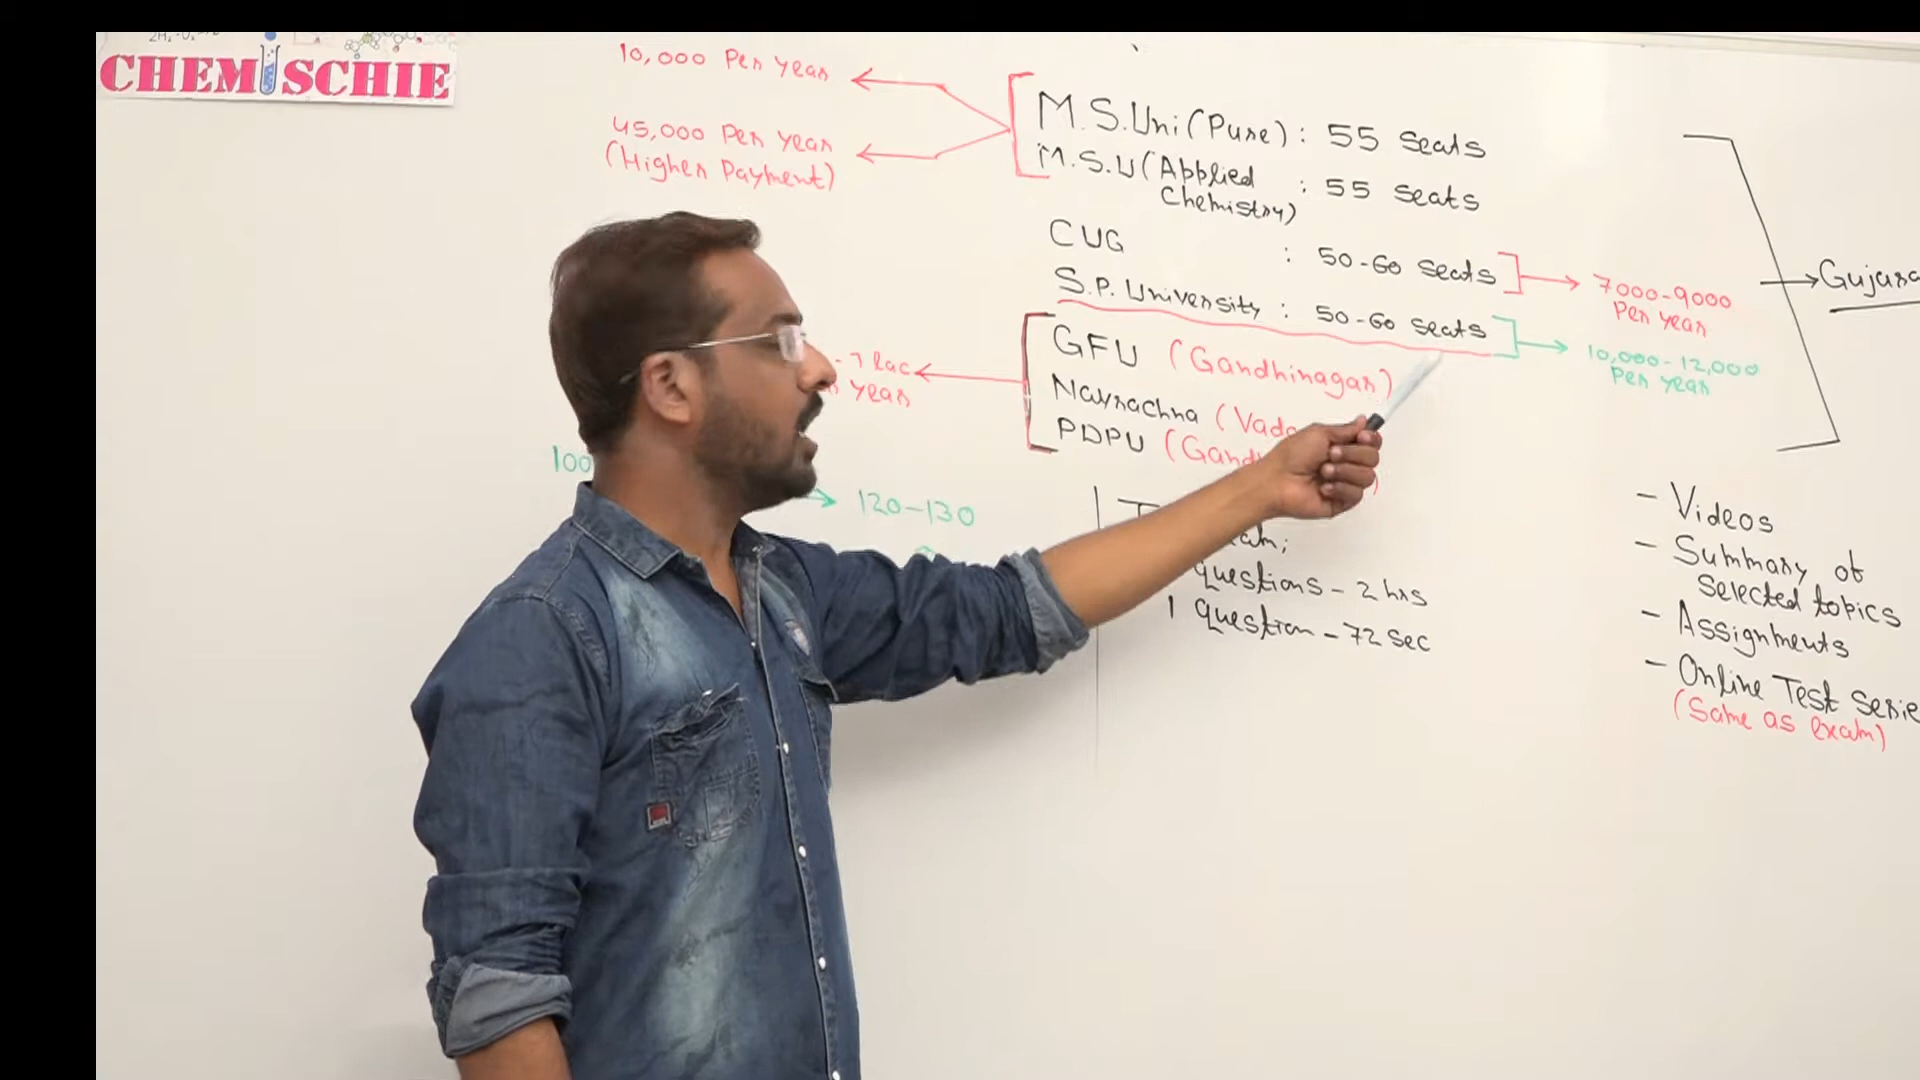 CHEMISCHIE
10,000 Per year
45,000 Per year
(Higher Payment)
M.S.Uni (Pure) : 55 Seats
M.S.U (Applied Chemistry) : 55 Seats
CUG : 50-60 Seats
7000-9000
Per year
S.P. University : 50-60 Seats
10,000-12,000
Per year
GFU (Gandhinagar)
Navrachna
PDPU
lac
year
100
120-130
questions - 2 hrs
1 question - 72 sec
- Videos
- Summary of
selected topics
- Assignments
- Online Test
(Same as exam)